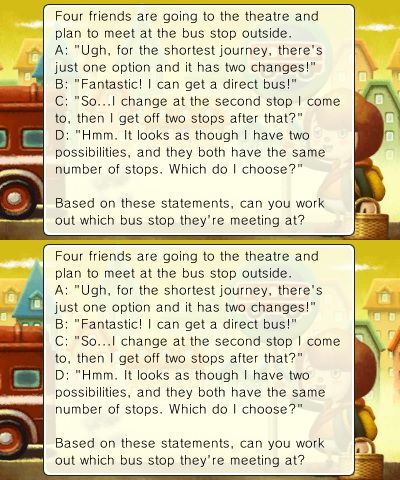 Four friends are going to the theatre and
plan to meet at the bus stop outside.
A: "Ugh, for the shortest journey, there's
just one option and it has two changes!"
B: "Fantastic! I can get a direct bus!"
C: "So...I change at the second stop I come
to, then I get off two stops after that?"
D: "Hmm. It looks as though I have two
possibilities, and they both have the same
number of stops. Which do I choose?"
Based on these statements, can you work
out which bus stop they're meeting at?
Four friends are going to the theatre and
plan to meet at the bus stop outside.
A: "Ugh, for the shortest journey, there's
just one option and it has two changes!"
B: "Fantastic! I can get a direct bus!"
C: "So...I change at the second stop I come
to, then I get off two stops after that?"
D: "Hmm. It looks as though I have two
possibilities, and they both have the same
number of stops. Which do I choose?"
Based on these statements, can you work
out which bus stop they're meeting at?